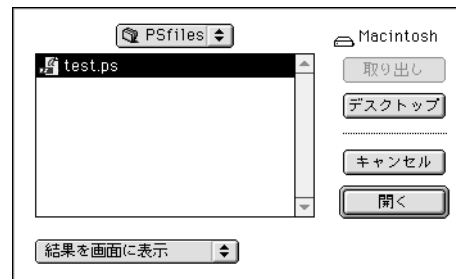 PSfiles
Macintosh
test.ps
取り出し
デスクトップ
キャンセル
開く
結果を画面に表示